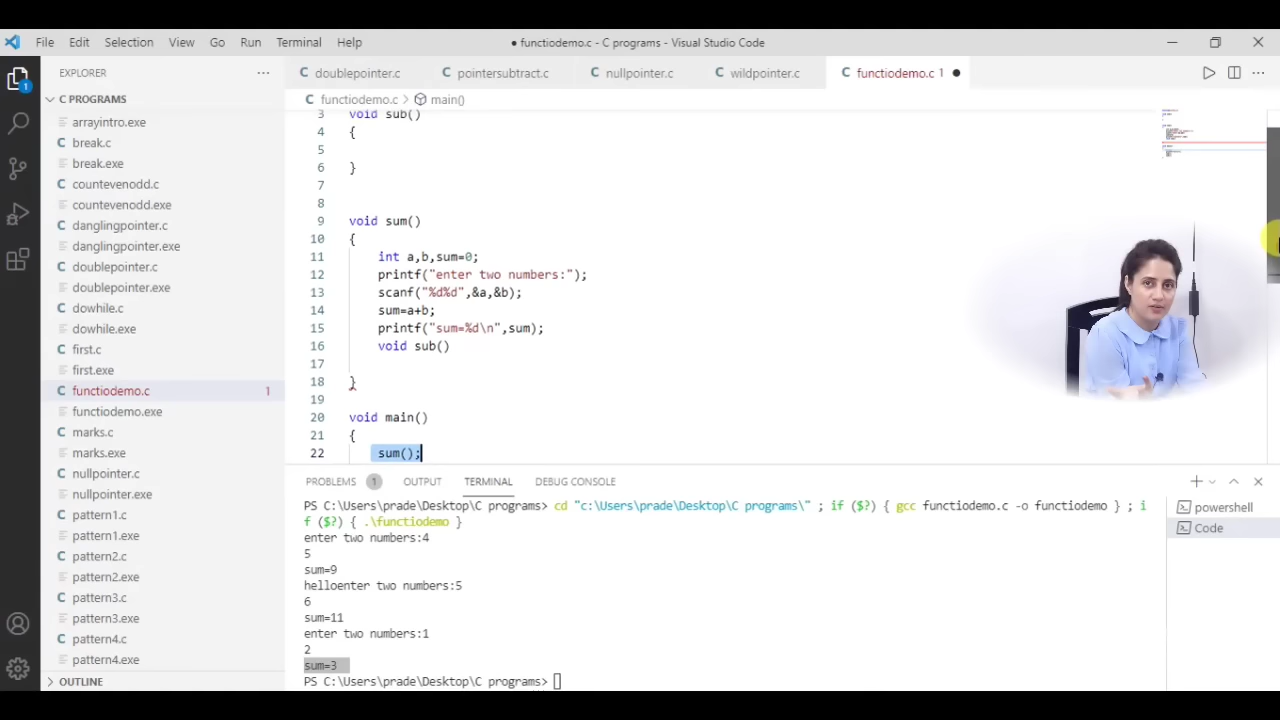 File Edit Selection View Go Run Terminal Help
● functiodemo.c - C programs - Visual Studio Code
EXPLORER ...
C PROGRAMS
arrayintro.exe
break.c
break.exe
countevenodd.c
countevenodd.exe
danglingpointer.c
danglingpointer.exe
doublepointer.c
doublepointer.exe
dowhile.c
dowhile.exe
first.c
first.exe
functiodemo.c 1
functiodemo.exe
marks.c
marks.exe
nullpointer.c
nullpointer.exe
pattern1.c
pattern1.exe
pattern2.c
pattern2.exe
pattern3.c
pattern3.exe
pattern4.c
pattern4.exe
OUTLINE
1
C doublepointer.c C pointersubtract.c C nullpointer.c C wildpointer.c C functiodemo.c 1 ●
C functiodemo.c > main()
3 void sub()
4 {
5
6 }
7
8
9 void sum()
10 {
11 int a,b,sum=0;
12 printf("enter two numbers:");
13 scanf("%d%d",&a,&b);
14 sum=a+b;
15 printf("sum=%d\n",sum);
16 void sub()
17
18 }
19
20 void main()
21 {
22 sum();
PROBLEMS 1 OUTPUT TERMINAL DEBUG CONSOLE
PS C:\Users\prade\Desktop\C programs> cd "c:\Users\prade\Desktop\C programs\" ; if ($?) { gcc functiodemo.c -o functiodemo } ; i
f ($?) { .\functiodemo }
enter two numbers:4
5
sum=9
helloenter two numbers:5
6
sum=11
enter two numbers:1
2
sum=3
PS C:\Users\prade\Desktop\C programs>
powershell
Code